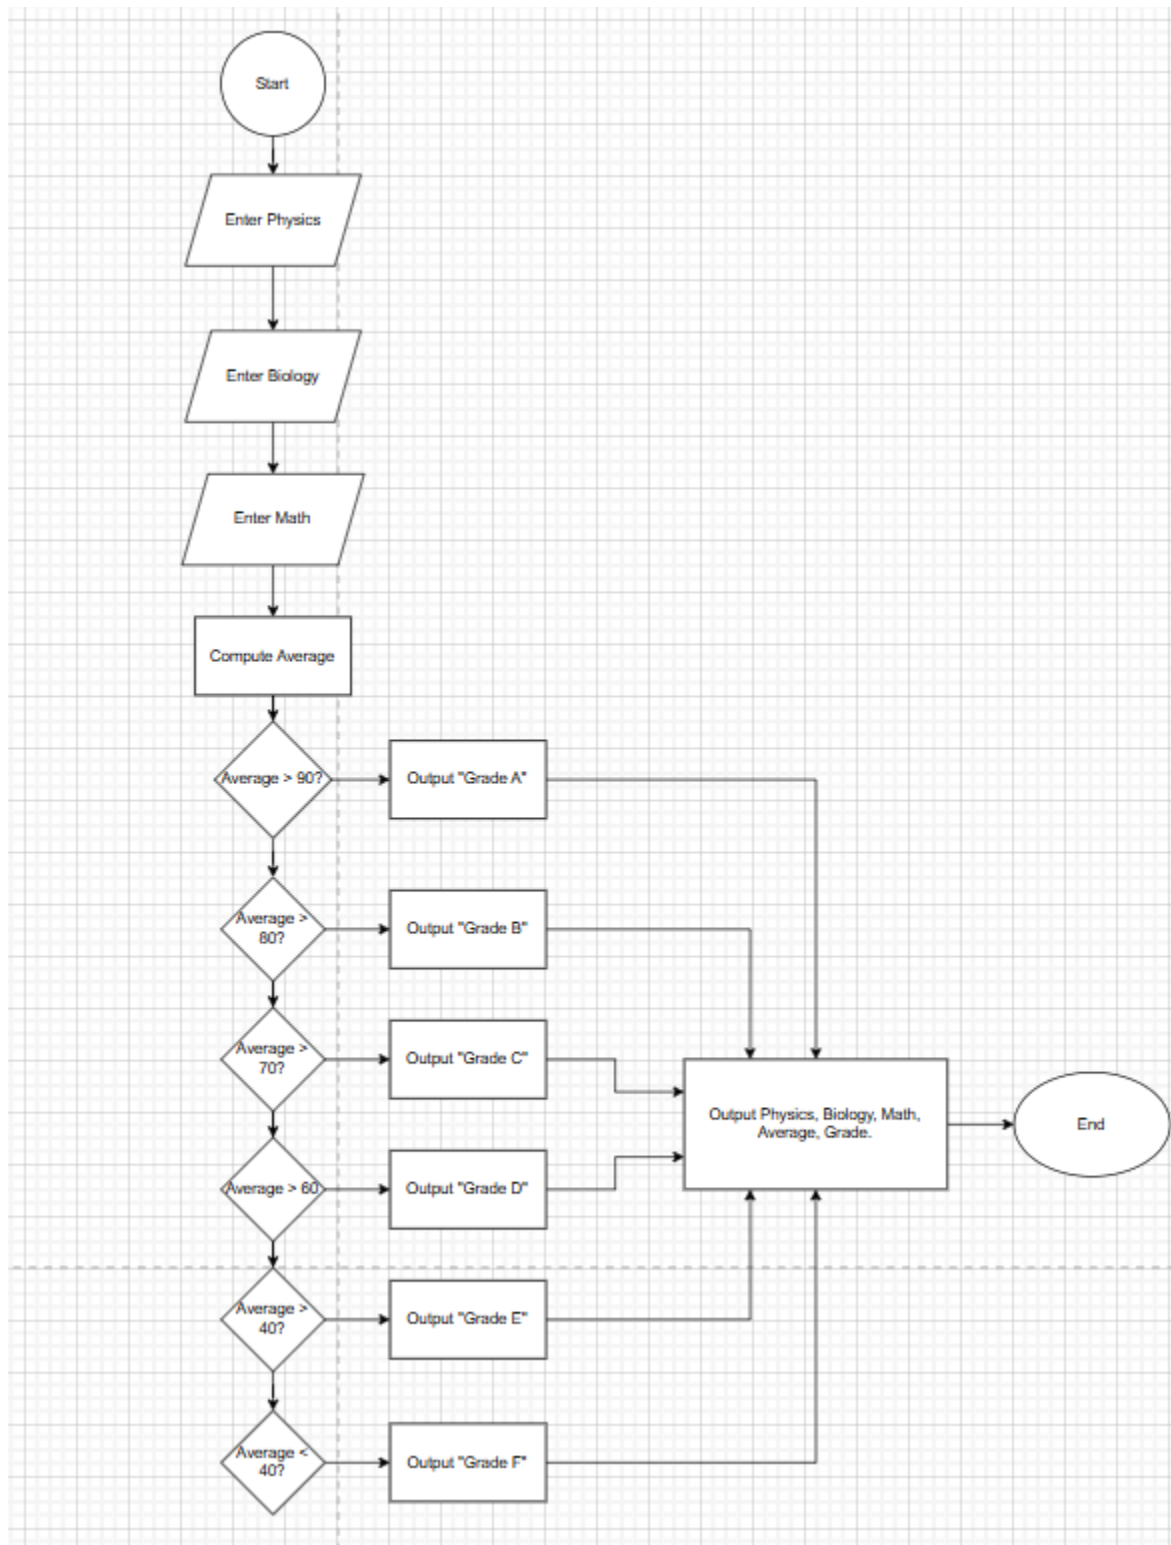 Start
Enter Physics
Enter Biology
Enter Math
Compute Average
Average > 90?
Output "Grade A"
Average >
80?
Output "Grade B"
Average >
70?
Output "Grade C"
Output Physics, Biology, Math,
Average, Grade.
End
Average > 60
Output "Grade D"
Average >
40?
Output "Grade E"
Average <
40?
Output "Grade F"